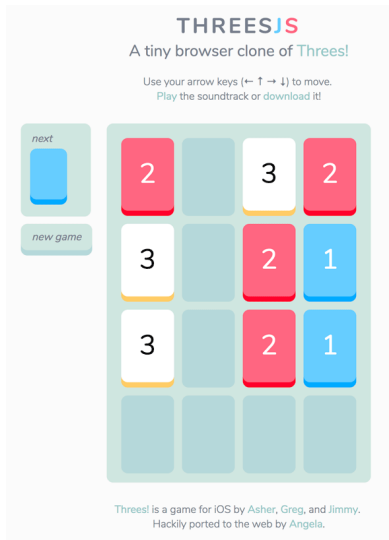 THREESJS
A tiny browser clone of Threes!
Use your arrow keys (← ↑ → ↓) to move.
Play the soundtrack or download it!
next
new game
2 3 2
3 2 1
3 2 1
Threes! is a game for iOS by Asher, Greg, and Jimmy.
Hackily ported to the web by Angela.